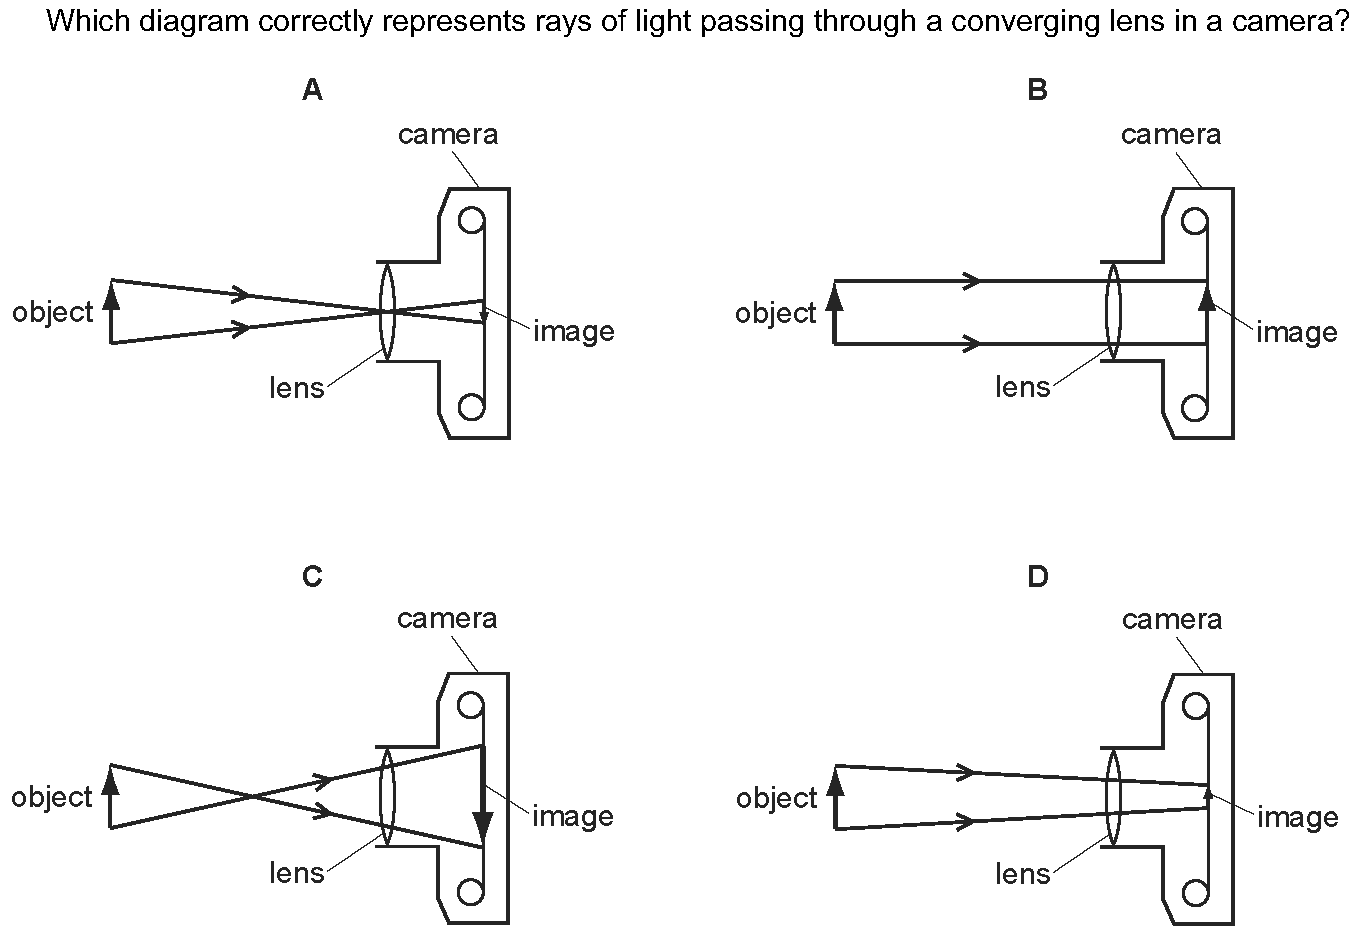 Which diagram correctly represents rays of light passing through a converging lens in a camera?
A
camera
object
image
lens
B
camera
object
image
lens
C
camera
object
image
lens
D
camera
object
image
lens